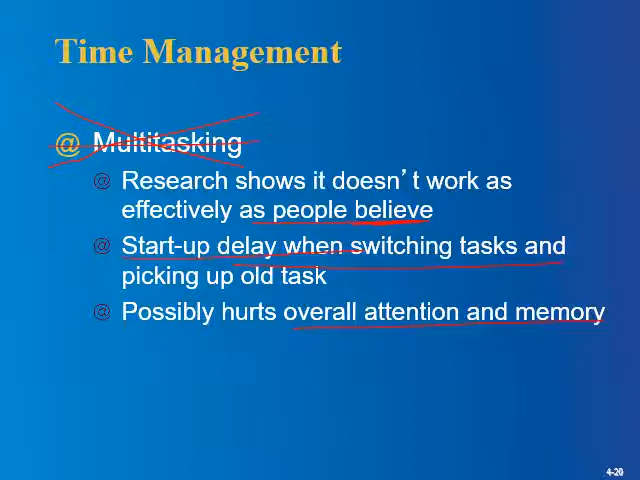 Time Management
@ Multitasking
@ Research shows it doesn't work as
effectively as people believe
@ Start-up delay when switching tasks and
picking up old task
@ Possibly hurts overall attention and memory
4-20